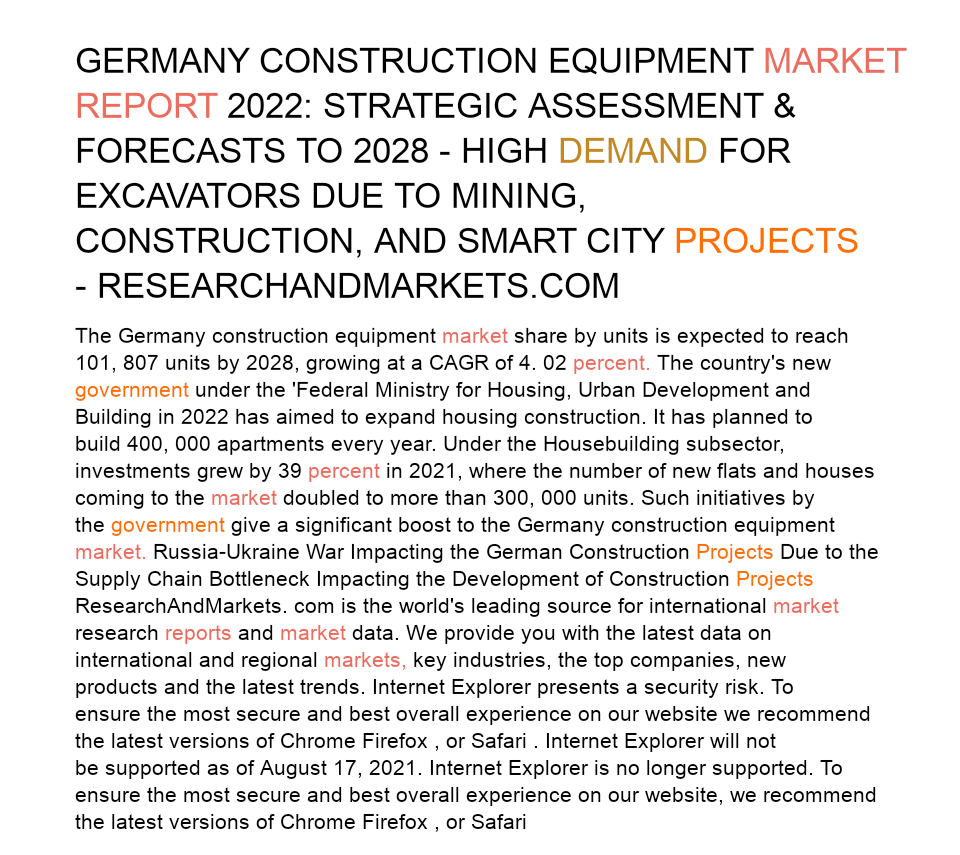 GERMANY CONSTRUCTION EQUIPMENT MARKET
REPORT 2022: STRATEGIC ASSESSMENT &
FORECASTS TO 2028 - HIGH DEMAND FOR
EXCAVATORS DUE TO MINING,
CONSTRUCTION, AND SMART CITY PROJECTS
- RESEARCHANDMARKETS.COM
The Germany construction equipment market share by units is expected to reach
101, 807 units by 2028, growing at a CAGR of 4. 02 percent. The country's new
government under the 'Federal Ministry for Housing, Urban Development and
Building in 2022 has aimed to expand housing construction. It has planned to
build 400, 000 apartments every year. Under the Housebuilding subsector,
investments grew by 39 percent in 2021, where the number of new flats and houses
coming to the market doubled to more than 300, 000 units. Such initiatives by
the government give a significant boost to the Germany construction equipment
market. Russia-Ukraine War Impacting the German Construction Projects Due to the
Supply Chain Bottleneck Impacting the Development of Construction Projects
ResearchAndMarkets. com is the world's leading source for international market
research reports and market data. We provide you with the latest data on
international and regional markets, key industries, the top companies, new
products and the latest trends. Internet Explorer presents a security risk. To
ensure the most secure and best overall experience on our website we recommend
the latest versions of Chrome Firefox , or Safari . Internet Explorer will not
be supported as of August 17, 2021. Internet Explorer is no longer supported. To
ensure the most secure and best overall experience on our website, we recommend
the latest versions of Chrome Firefox , or Safari